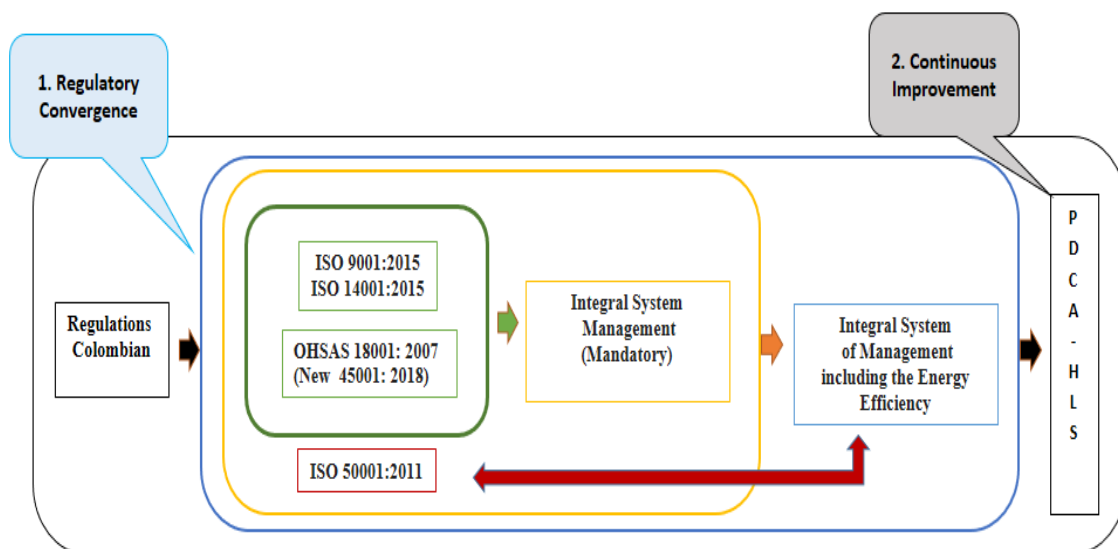 1. Regulatory
Convergence
2. Continuous
Improvement
Regulations
Colombian
ISO 9001:2015
ISO 14001:2015
OHSAS 18001: 2007
(New 45001: 2018)
ISO 50001:2011
Integral System
Management
(Mandatory)
Integral System
of Management
including the Energy
Efficiency
P
D
C
A
-
H
L
S